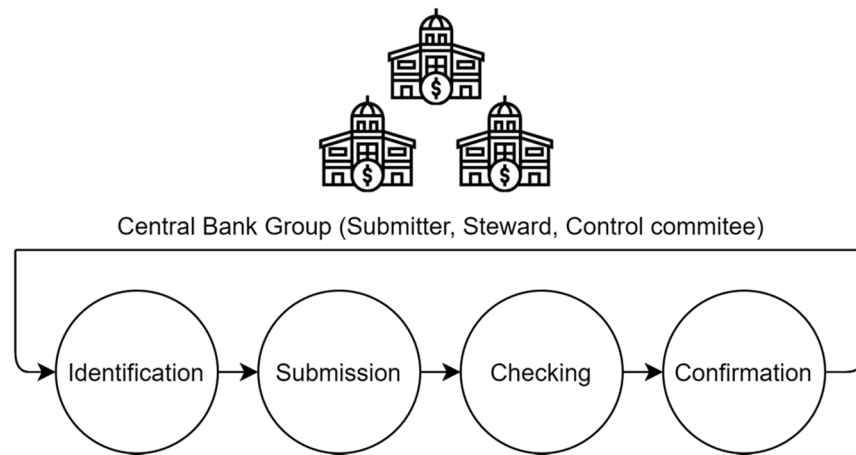 $
$ $
Central Bank Group (Submitter, Steward, Control commitee)
Identification Submission Checking Confirmation